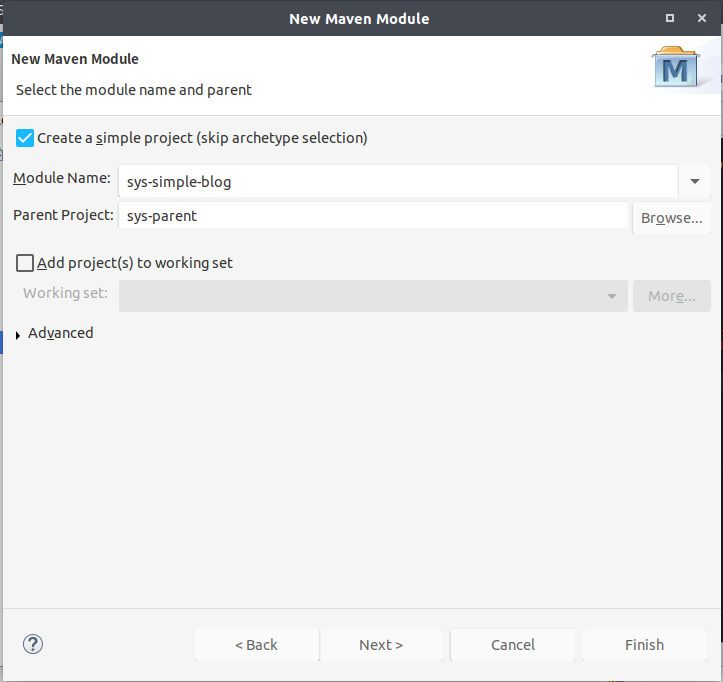 New Maven Module
New Maven Module
Select the module name and parent
M
Create a simple project (skip archetype selection)
Module Name: sys-simple-blog
Parent Project: sys-parent Browse...
Add project(s) to working set
Working set: More...
Advanced
? < Back Next > Cancel Finish